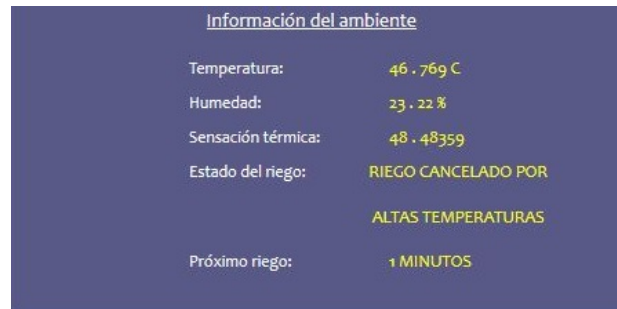 Información del ambiente
Temperatura: 46.769 C
Humedad: 23.22 %
Sensación térmica: 48.48359
Estado del riego: RIEGO CANCELADO POR
ALTAS TEMPERATURAS
Próximo riego: 1 MINUTOS